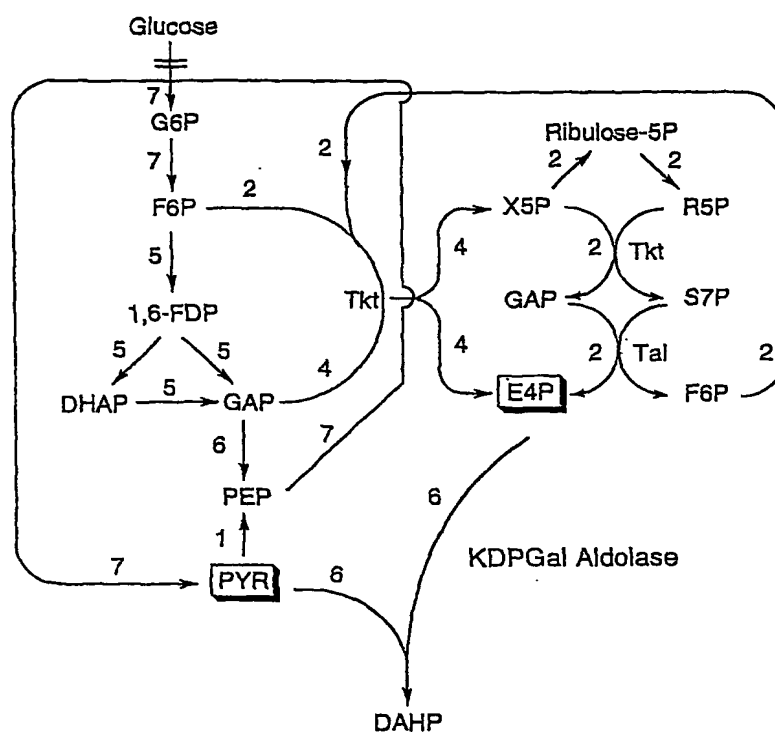 Glucose
7
G6P
7
F6P
2
2
5
1,6-FDP
5
5
DHAP
5
GAP
4
6
7
PEP
1
7
PYR
6
Tkt
4
4
Ribulose-5P
2
2
X5P
R5P
2
Tkt
GAP
S7P
2
Tal
2
E4P
F6P
6
KDPGal Aldolase
DAHP